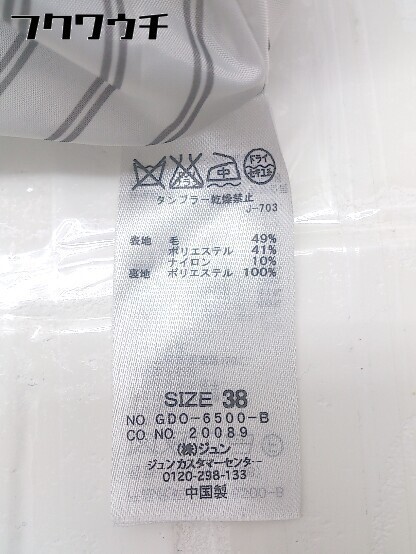 フクワウチ
中
ドライ
セキユ系
タンブラー乾燥禁止
J-703
表地 毛 49%
ポリエステル 41%
ナイロン 10%
裏地 ポリエステル 100%
SIZE 38
NO. GDO-6500-B
CO. NO. 20089
(株)ジュン
ジュンカスタマーセンター
0120-298-133
中国製